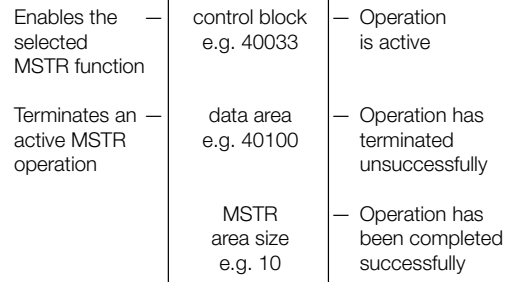 Enables the
selected
MSTR function
control block
e.g. 40033
Operation
is active
Terminates an
active MSTR
operation
data area
e.g. 40100
Operation has
terminated
unsuccessfully
MSTR
area size
e.g. 10
Operation has
been completed
successfully